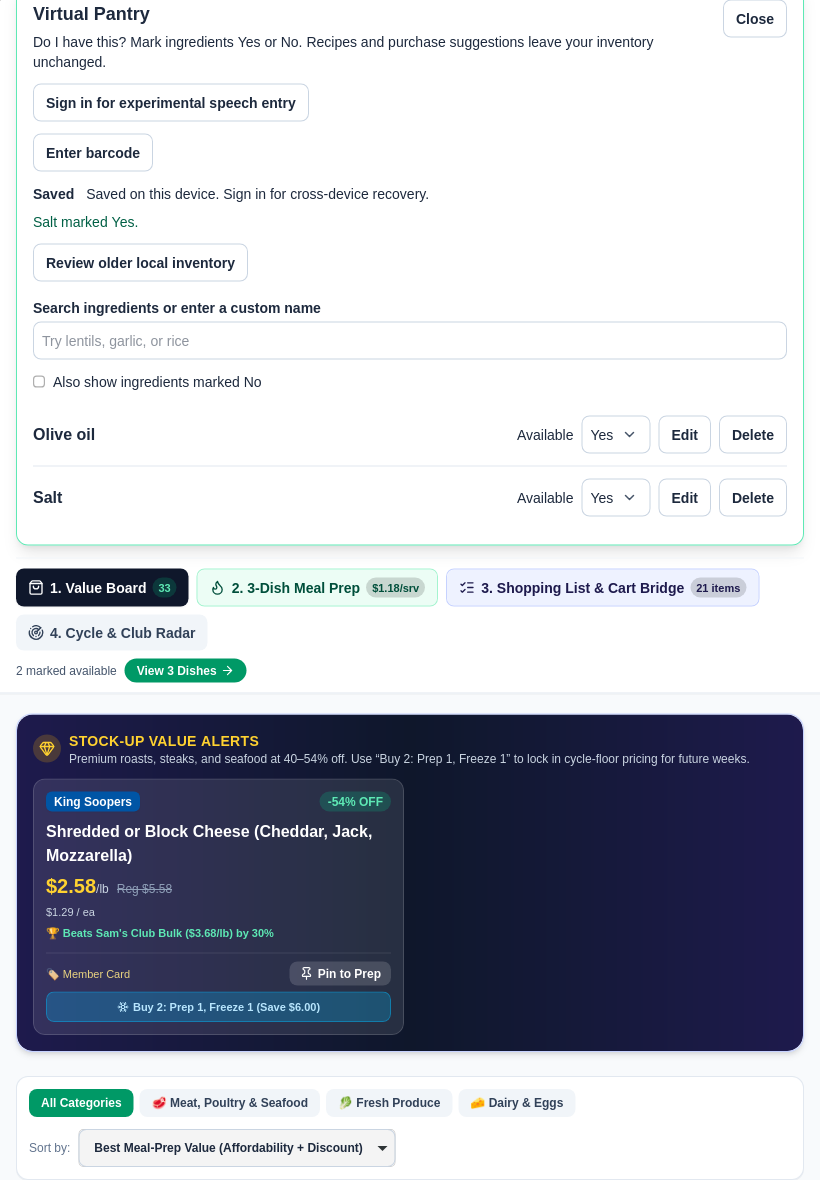 Virtual Pantry
Close
Do I have this? Mark ingredients Yes or No. Recipes and purchase suggestions leave your inventory
unchanged.
Sign in for experimental speech entry
Enter barcode
Saved Saved on this device. Sign in for cross-device recovery.
Salt marked Yes.
Review older local inventory
Search ingredients or enter a custom name
Try lentils, garlic, or rice
Also show ingredients marked No
Olive oil Available Yes Edit Delete
Salt Available Yes Edit Delete
1. Value Board 33 2. 3-Dish Meal Prep $1.18/srv 3. Shopping List & Cart Bridge 21 items
4. Cycle & Club Radar
2 marked available View 3 Dishes →
STOCK-UP VALUE ALERTS
Premium roasts, steaks, and seafood at 40–54% off. Use “Buy 2: Prep 1, Freeze 1” to lock in cycle-floor pricing for future weeks.
King Soopers -54% OFF
Shredded or Block Cheese (Cheddar, Jack,
Mozzarella)
$2.58/lb Reg $5.58
$1.29 / ea
🏆 Beats Sam's Club Bulk ($3.68/lb) by 30%
🏷️ Member Card Pin to Prep
Buy 2: Prep 1, Freeze 1 (Save $6.00)
All Categories 🥩 Meat, Poultry & Seafood 🥬 Fresh Produce 🧀 Dairy & Eggs
Sort by: Best Meal-Prep Value (Affordability + Discount)